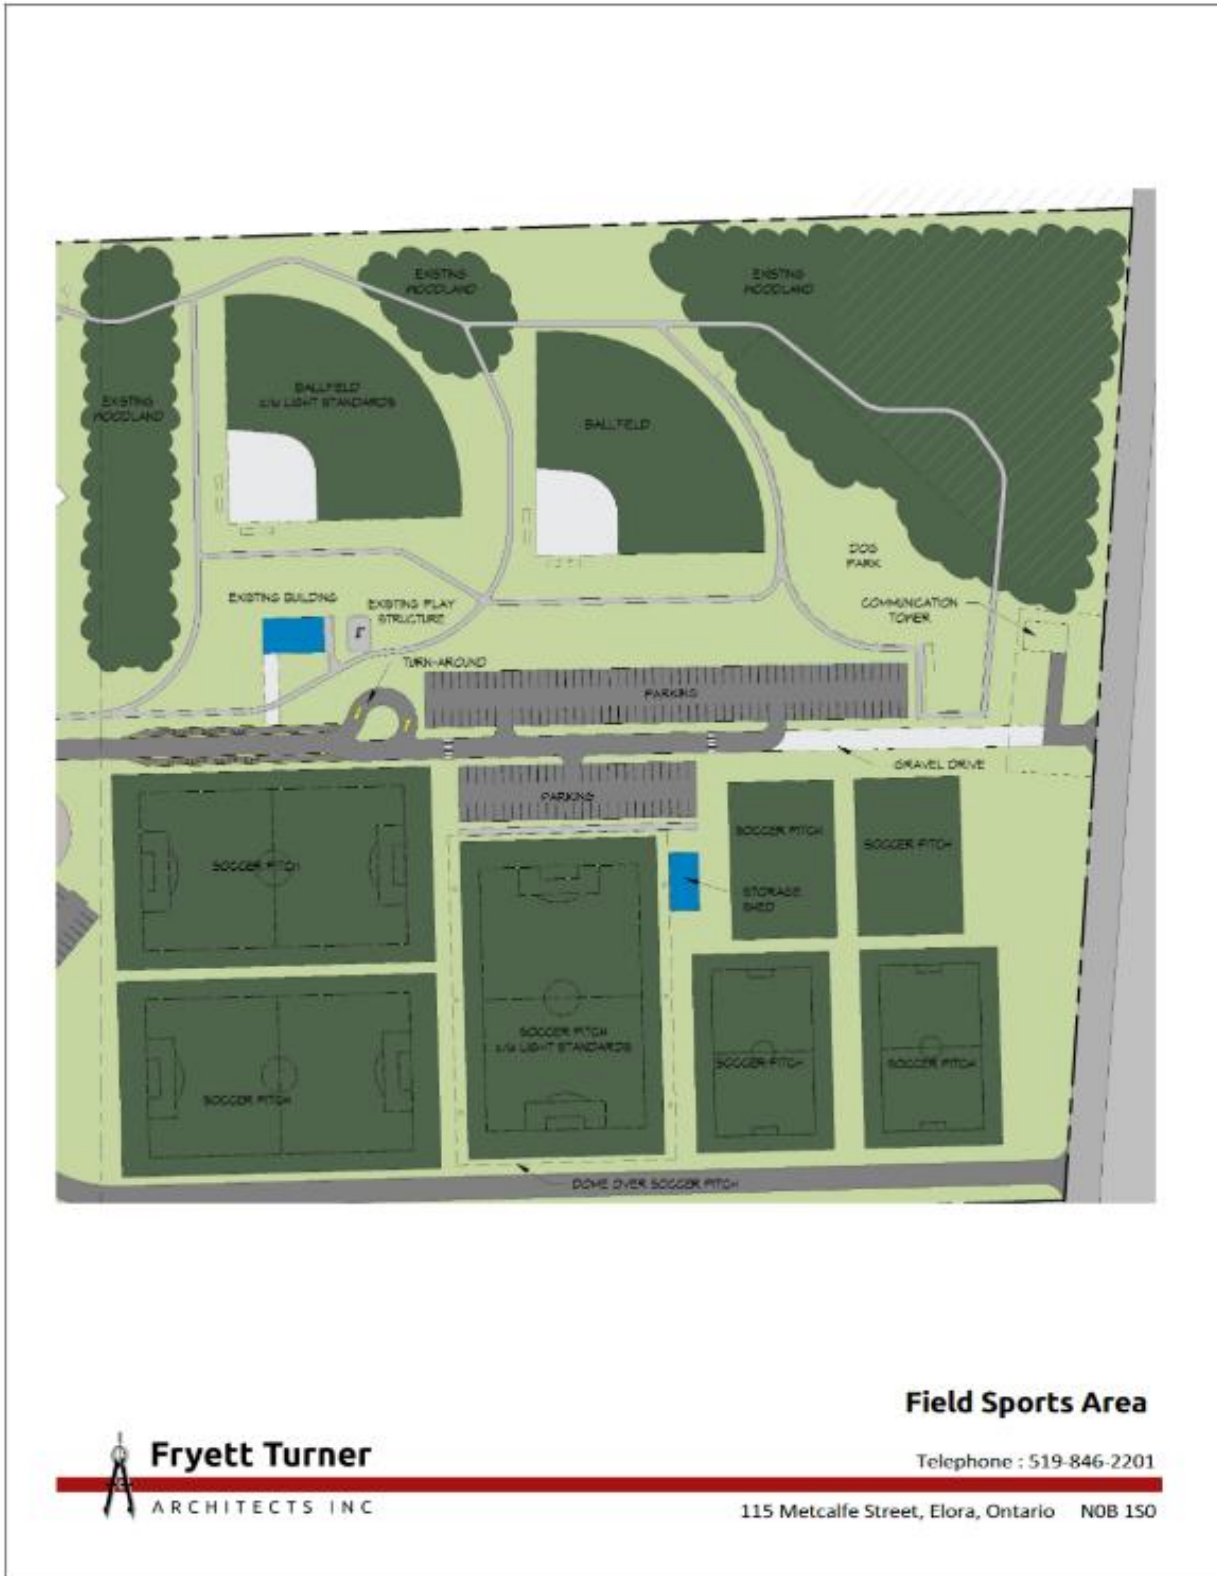 EXISTING
WOODLAND
EXISTING
WOODLAND
EXISTING
WOODLAND
BALLFIELD
c/w LIGHT STANDARDS
BALLFIELD
DOG
PARK
EXISTING BUILDING
EXISTING PLAY
STRUCTURE
COMMUNICATION
TOWER
TURN-AROUND
PARKING
GRAVEL DRIVE
PARKING
SOCCER PITCH
SOCCER PITCH
SOCCER PITCH
STORAGE
SHED
SOCCER PITCH
c/w LIGHT STANDARDS
SOCCER PITCH
SOCCER PITCH
SOCCER PITCH
DOME OVER SOCCER PITCH
Field Sports Area
Fryett Turner
ARCHITECTS INC
Telephone : 519-846-2201
115 Metcalfe Street, Elora, Ontario N0B 1S0